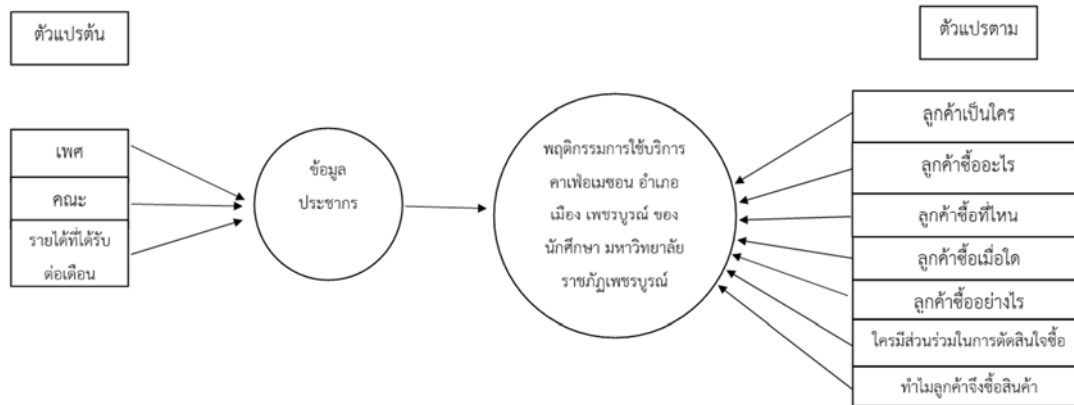 ตัวแปรต้น
ตัวแปรตาม
เพศ
คณะ
รายได้ที่ได้รับ
ต่อเดือน
ข้อมูล
ประชากร
พฤติกรรมการใช้บริการ
คาเฟ่อเมซอน อำเภอ
เมือง เพชรบูรณ์ ของ
นักศึกษา มหาวิทยาลัย
ราชภัฏเพชรบูรณ์
ลูกค้าเป็นใคร
ลูกค้าซื้ออะไร
ลูกค้าซื้อที่ไหน
ลูกค้าซื้อเมื่อใด
ลูกค้าซื้ออย่างไร
ใครมีส่วนร่วมในการตัดสินใจซื้อ
ทำไมลูกค้าจึงซื้อสินค้า